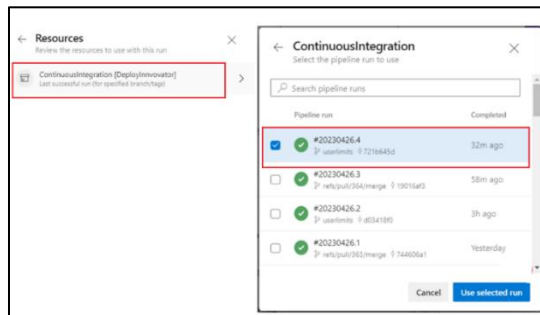 Resources
Review the resources to use with this run
ContinuousIntegration [DeployInnvovator]
Last successful run (for specified branch/tags)
ContinuousIntegration
Select the pipeline run to use
Search pipeline runs
Pipeline run Completed
#20230426.4
userlimits 721b645d
32m ago
#20230426.3
refs/pull/364/merge 19016af3
58m ago
#20230426.2
userlimits d03418f0
3h ago
#20230426.1
refs/pull/363/merge 744606a1
Yesterday
Cancel Use selected run